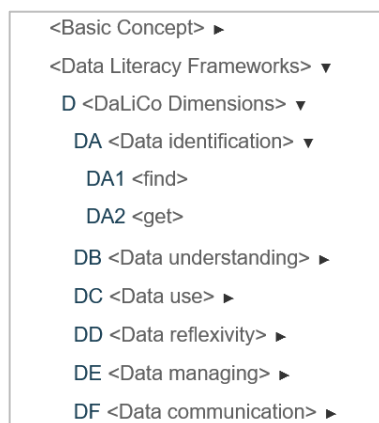 <Basic Concept> ►
<Data Literacy Frameworks> ▼
D <DaLiCo Dimensions> ▼
DA <Data identification> ▼
DA1 <find>
DA2 <get>
DB <Data understanding> ►
DC <Data use> ►
DD <Data reflexivity> ►
DE <Data managing> ►
DF <Data communication> ►